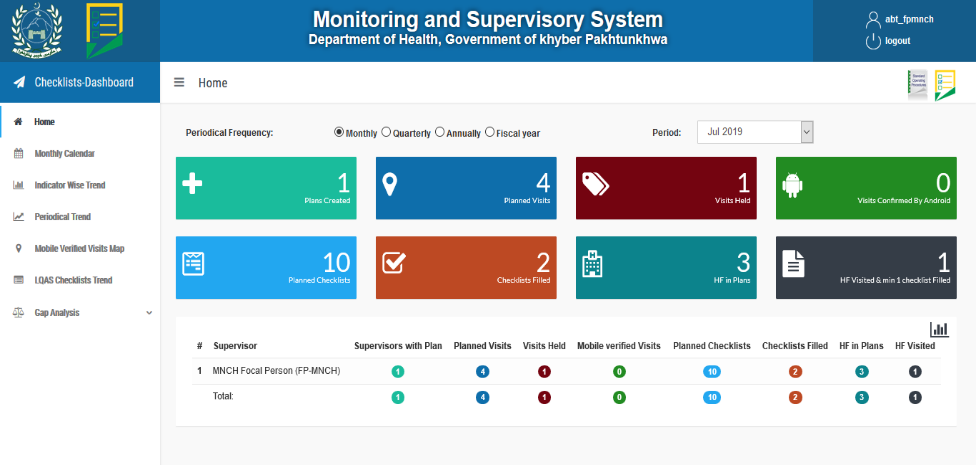 Monitoring and Supervisory System
Department of Health, Government of khyber Pakhtunkhwa
abt_fpmnch
logout
Checklists-Dashboard
Home
Home
Monthly Calendar
Indicator Wise Trend
Periodical Trend
Mobile Verified Visits Map
LQAS Checklists Trend
Gap Analysis
Periodical Frequency: Monthly Quarterly Annually Fiscal year Period: Jul 2019
1
Plans Created
4
Planned Visits
1
Visits Held
0
Visits Confirmed By Android
10
Planned Checklists
2
Checklists Filled
3
HF in Plans
1
HF Visited & min 1 checklist Filled
# Supervisor Supervisors with Plan Planned Visits Visits Held Mobile verified Visits Planned Checklists Checklists Filled HF in Plans HF Visited
1 MNCH Focal Person (FP-MNCH) 1 4 1 0 10 2 3 1
Total: 1 4 1 0 10 2 3 1